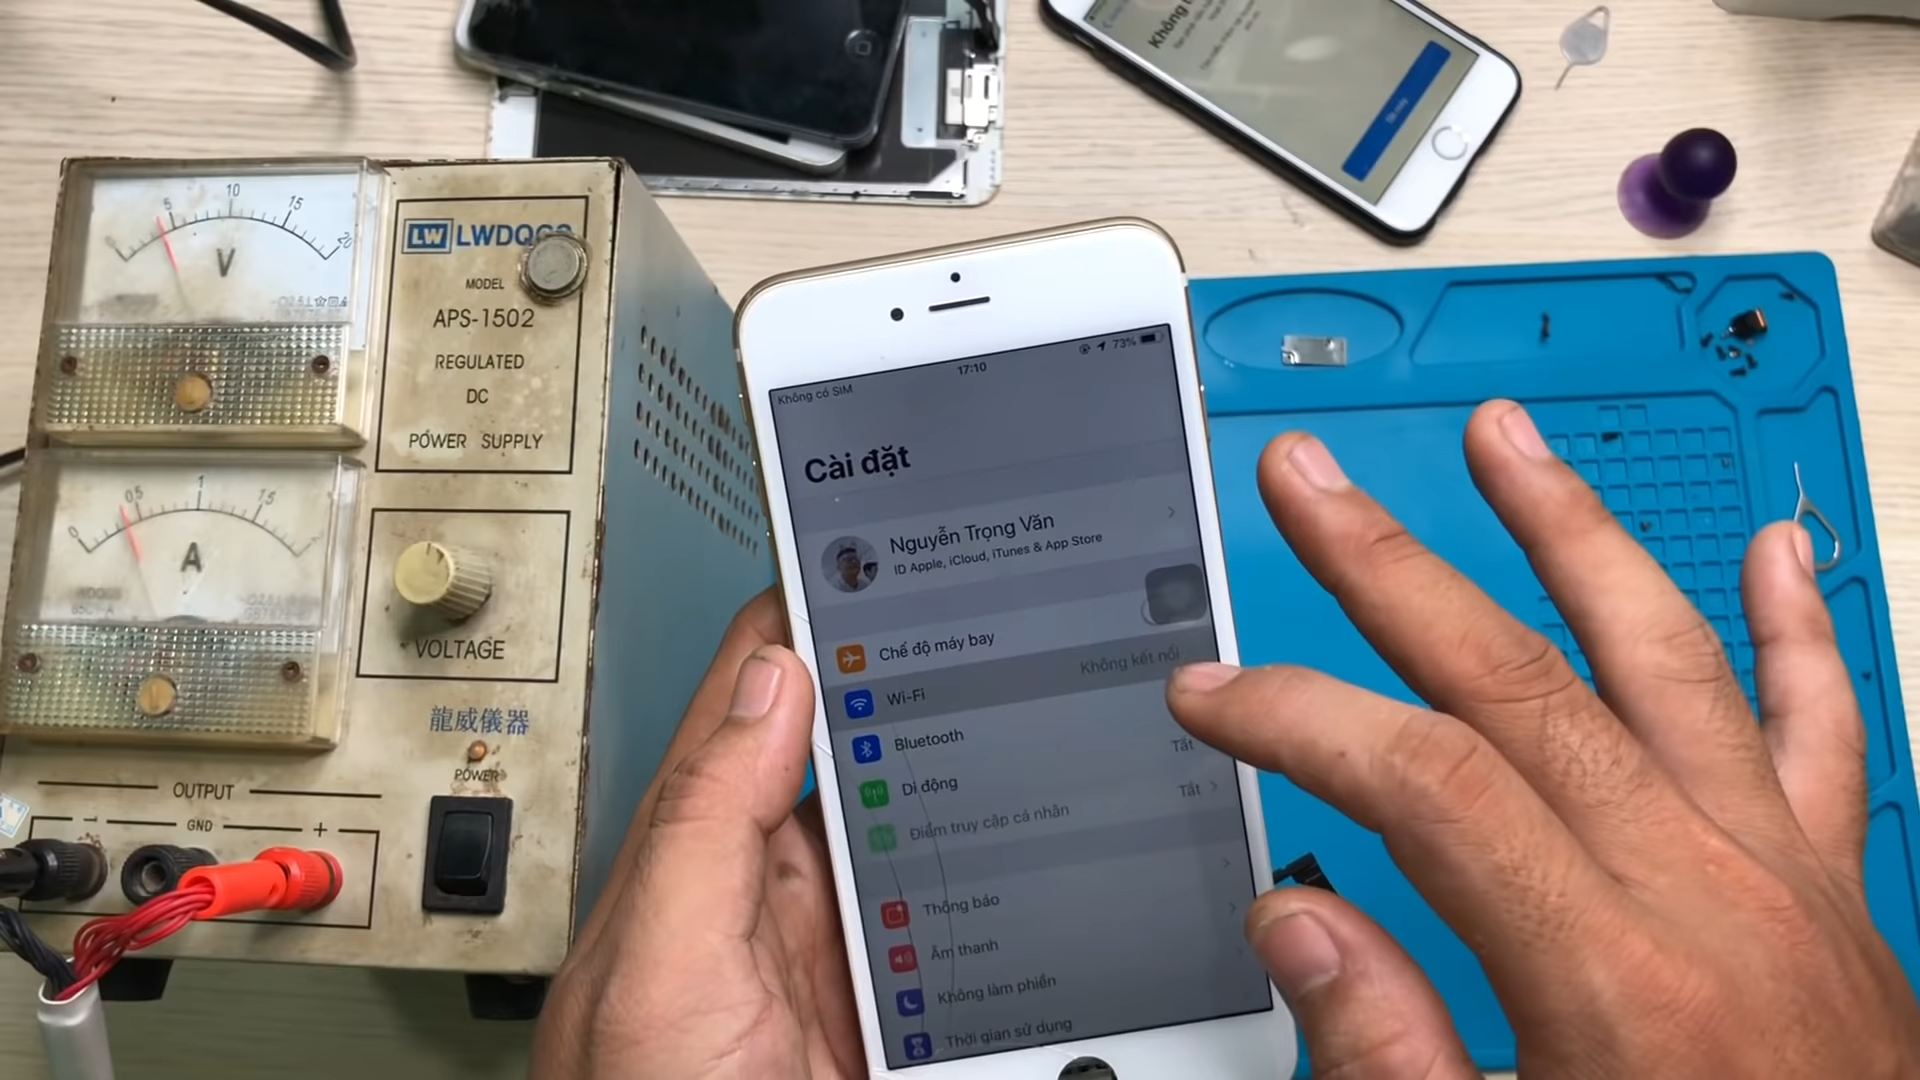 0 5 10 15 20
V
LW LWDQGS
MODEL
APS-1502
REGULATED
DC
POWER SUPPLY
0 0.5 1 1.5
A
VOLTAGE
龍威儀器
POWER
OUTPUT
− GND +
Không có SIM
17:10
73%
Cài đặt
Nguyễn Trọng Văn
ID Apple, iCloud, iTunes & App Store
Chế độ máy bay
Wi-Fi Không kết nối
Bluetooth Tắt
Di động Tắt
Điểm truy cập cá nhân
Thông báo
Âm thanh
Không làm phiền
Thời gian sử dụng
Không